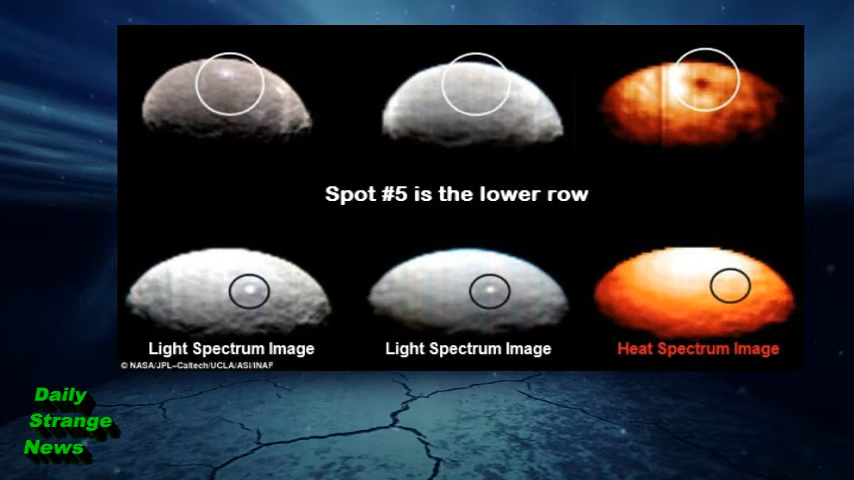 Spot #5 is the lower row
Light Spectrum Image
Light Spectrum Image
Heat Spectrum Image
© NASA/JPL-Caltech/UCLA/ASI/INAF
Daily
Strange
News